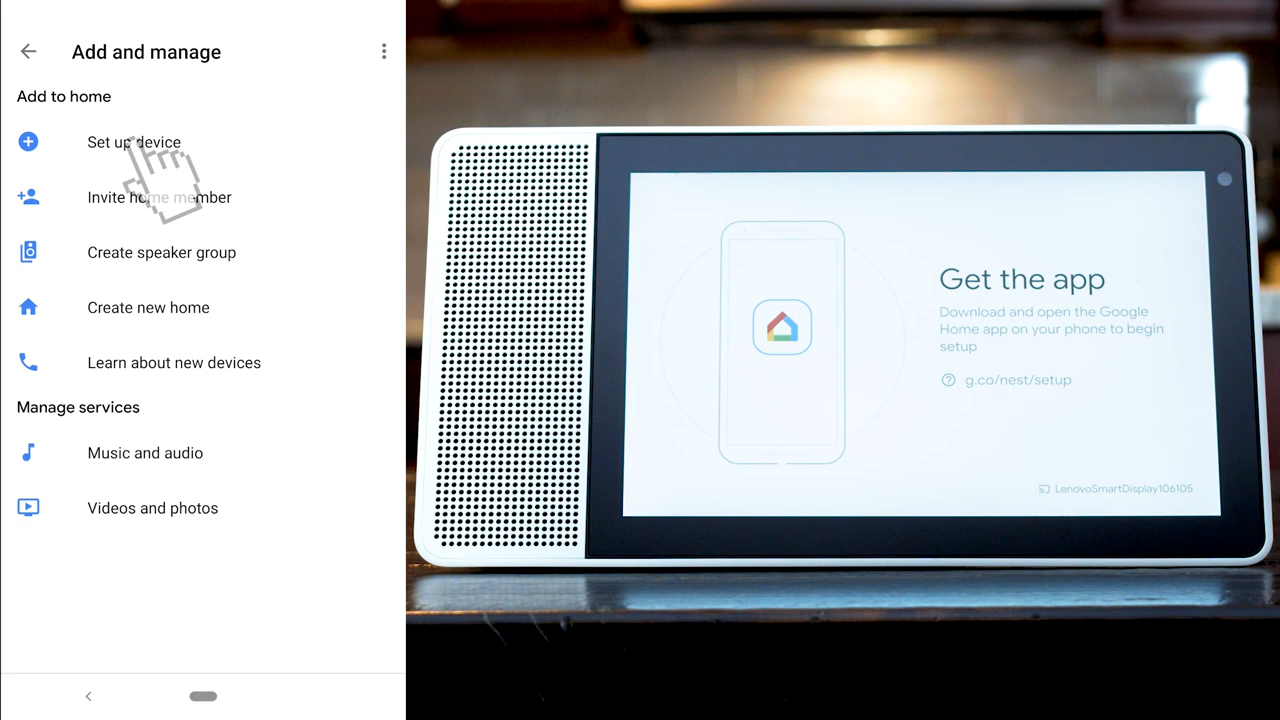 Add and manage
Add to home
Set up device
Invite home member
Create speaker group
Create new home
Learn about new devices
Manage services
Music and audio
Videos and photos
Get the app
Download and open the Google
Home app on your phone to begin
setup
g.co/nest/setup
LenovoSmartDisplay106105